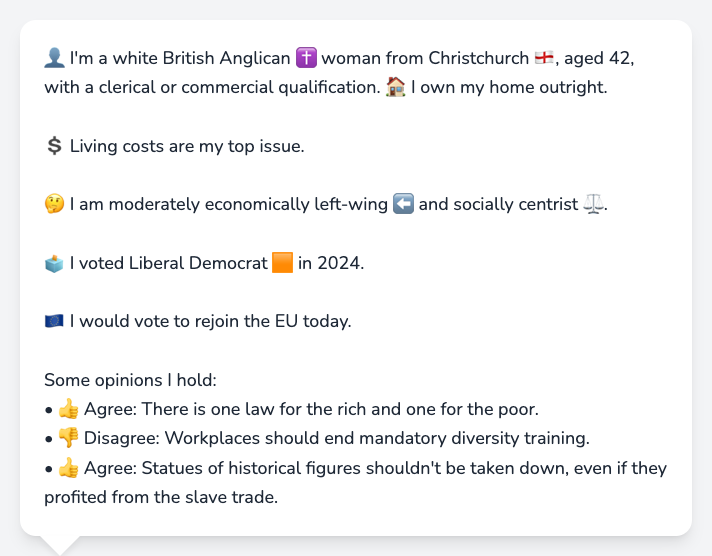 👤 I'm a white British Anglican ✝️ woman from Christchurch 🏴󠁧󠁢󠁥󠁮󠁧󠁿, aged 42,
with a clerical or commercial qualification. 🏠 I own my home outright.
💲 Living costs are my top issue.
🤔 I am moderately economically left-wing ⬅️ and socially centrist ⚖️.
🗳️ I voted Liberal Democrat 🟧 in 2024.
🇪🇺 I would vote to rejoin the EU today.
Some opinions I hold:
• 👍 Agree: There is one law for the rich and one for the poor.
• 👎 Disagree: Workplaces should end mandatory diversity training.
• 👍 Agree: Statues of historical figures shouldn't be taken down, even if they
profited from the slave trade.